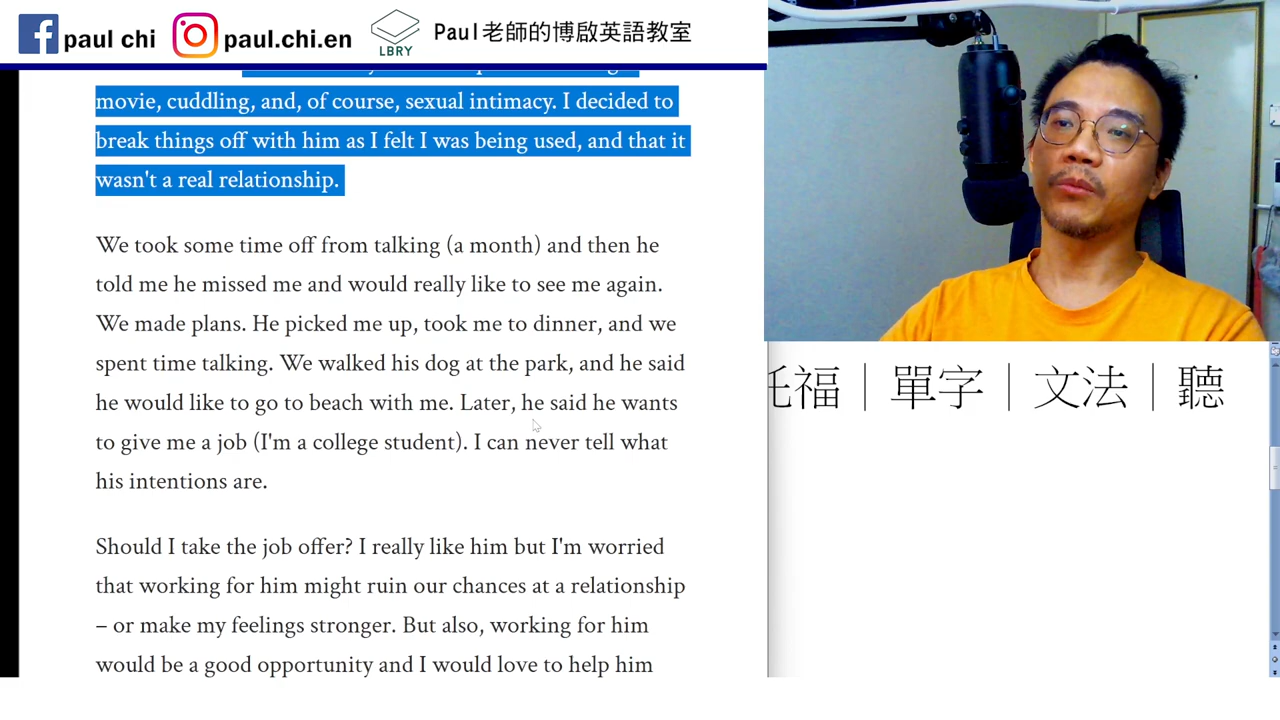 paul chi
paul.chi.en
LBRY
Paul老師的博啟英語教室
movie, cuddling, and, of course, sexual intimacy. I decided to
break things off with him as I felt I was being used, and that it
wasn't a real relationship.
We took some time off from talking (a month) and then he
told me he missed me and would really like to see me again.
We made plans. He picked me up, took me to dinner, and we
spent time talking. We walked his dog at the park, and he said
he would like to go to beach with me. Later, he said he wants
to give me a job (I'm a college student). I can never tell what
his intentions are.
Should I take the job offer? I really like him but I'm worried
that working for him might ruin our chances at a relationship
– or make my feelings stronger. But also, working for him
would be a good opportunity and I would love to help him
福｜單字｜文法｜聽